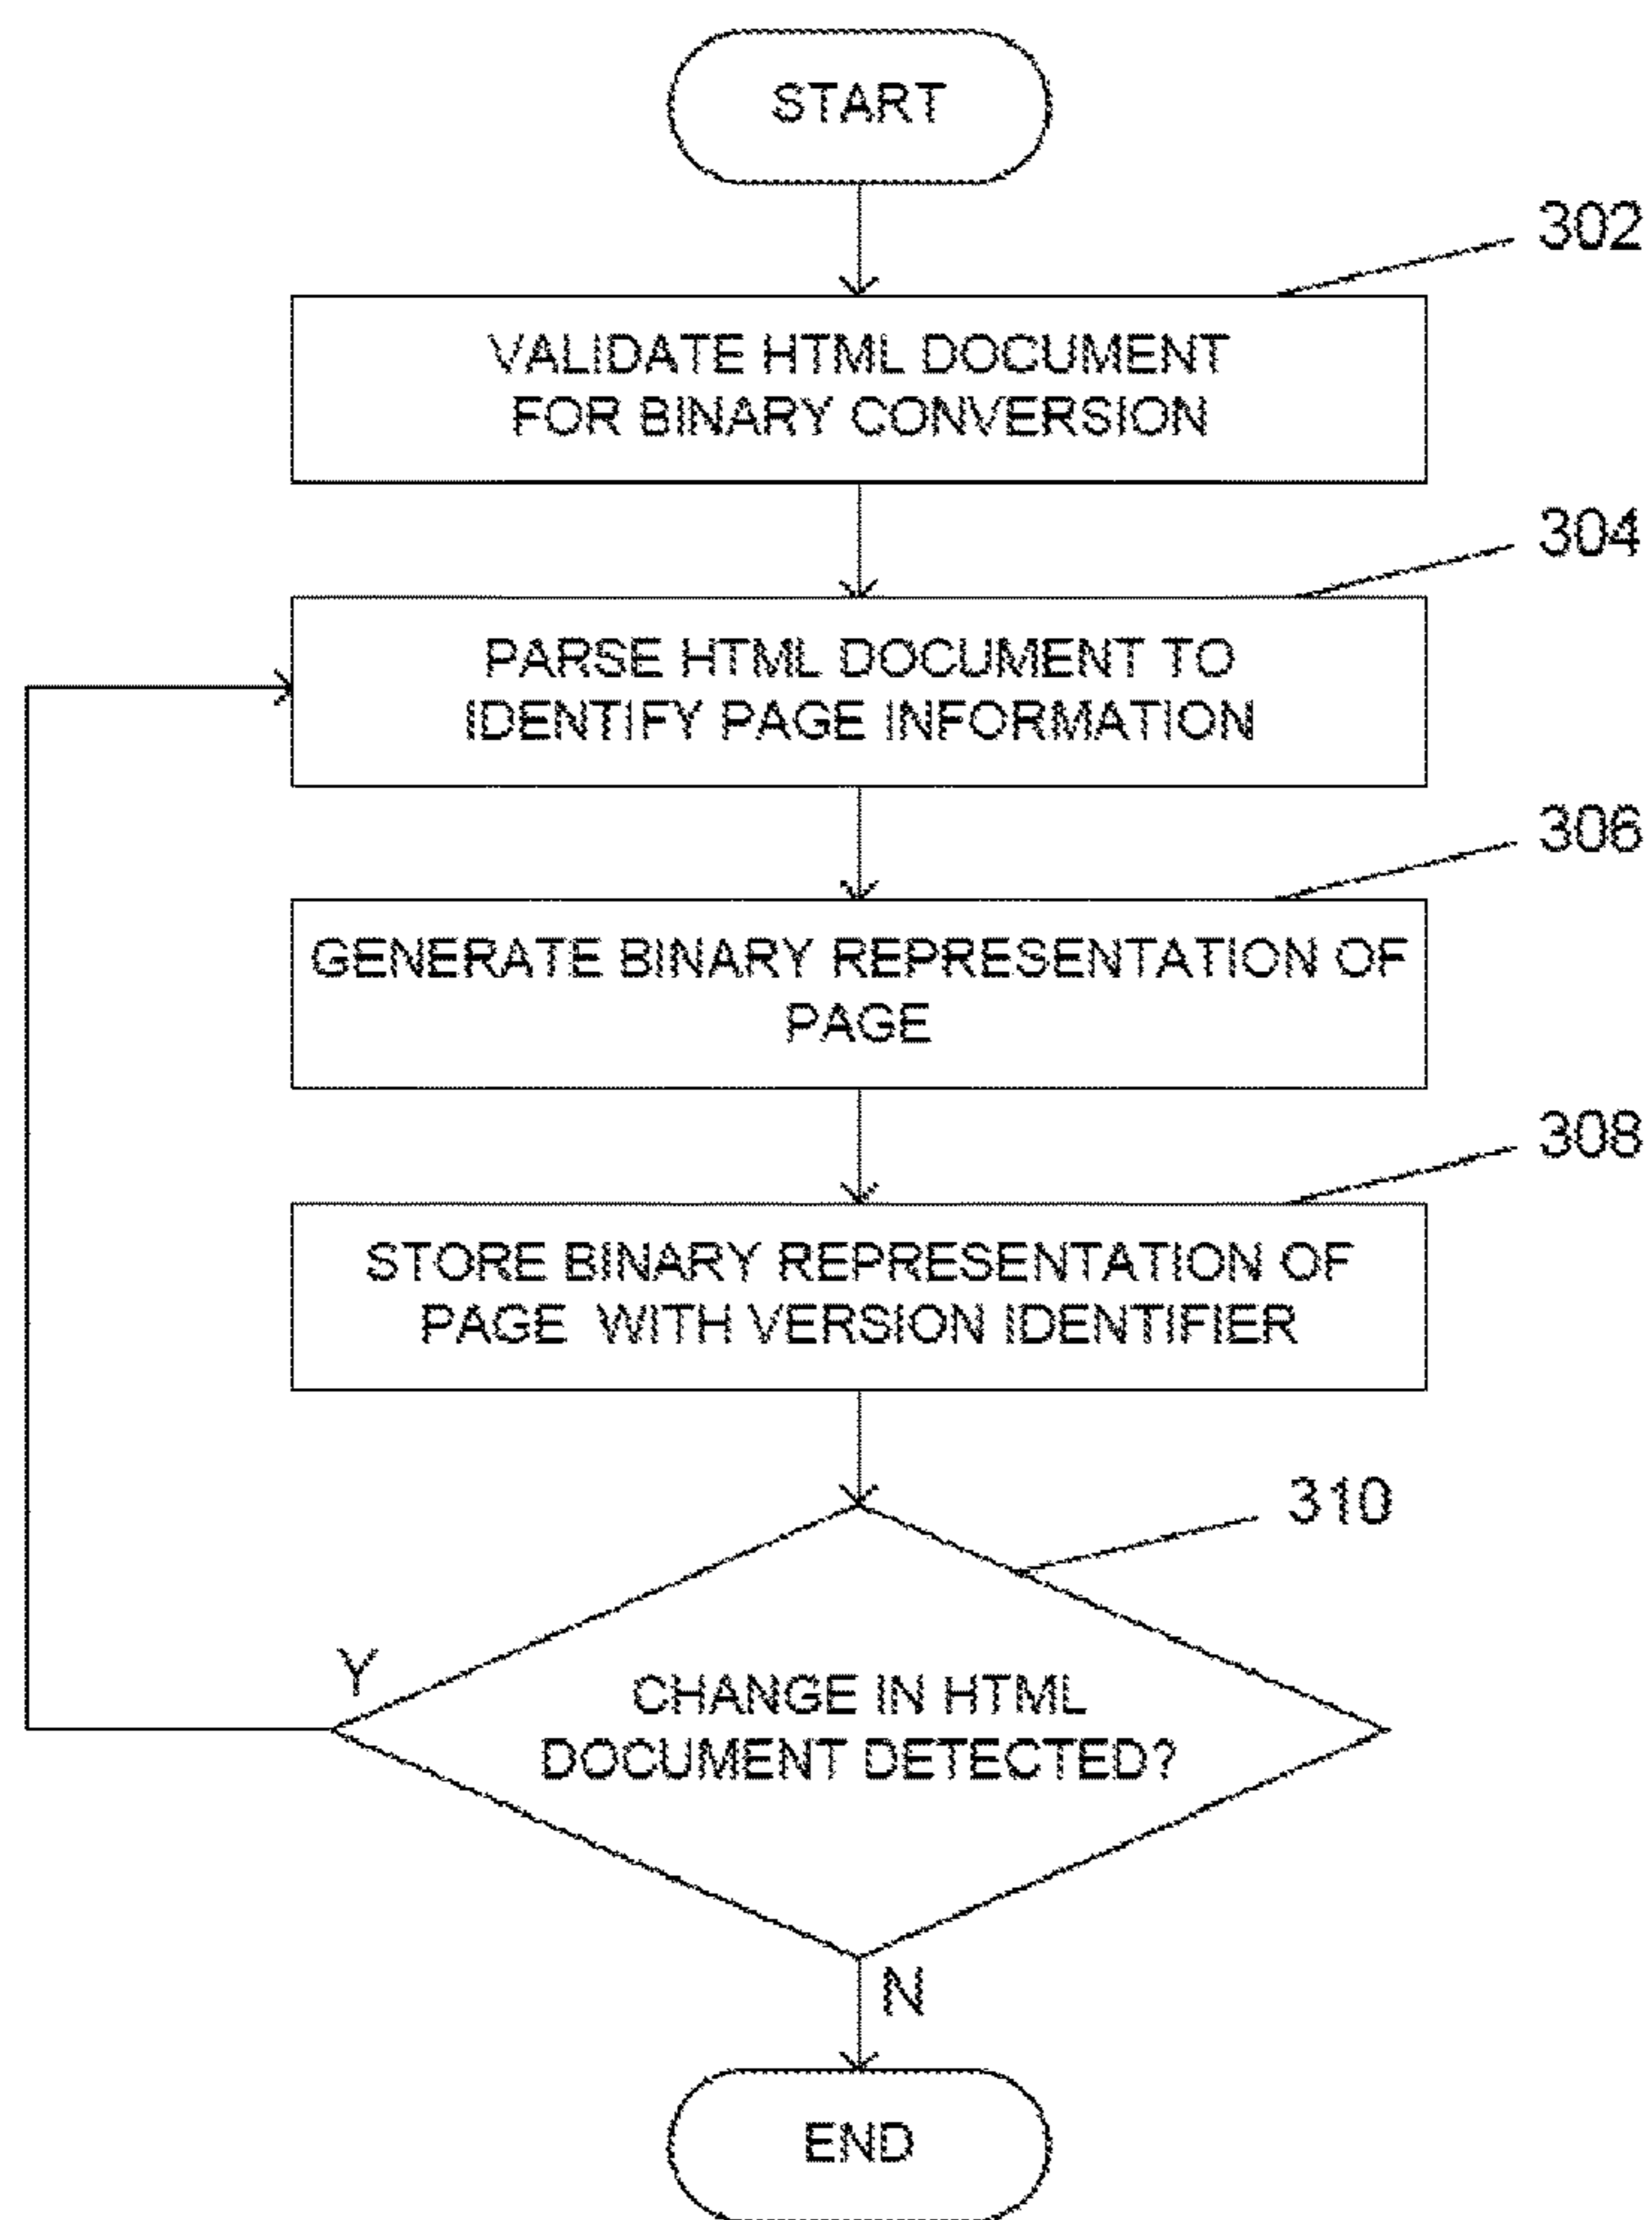 START
302
VALIDATE HTML DOCUMENT
FOR BINARY CONVERSION
304
PARSE HTML DOCUMENT TO
IDENTIFY PAGE INFORMATION
306
GENERATE BINARY REPRESENTATION OF
PAGE
308
STORE BINARY REPRESENTATION OF
PAGE WITH VERSION IDENTIFIER
310
Y
CHANGE IN HTML
DOCUMENT DETECTED?
N
END